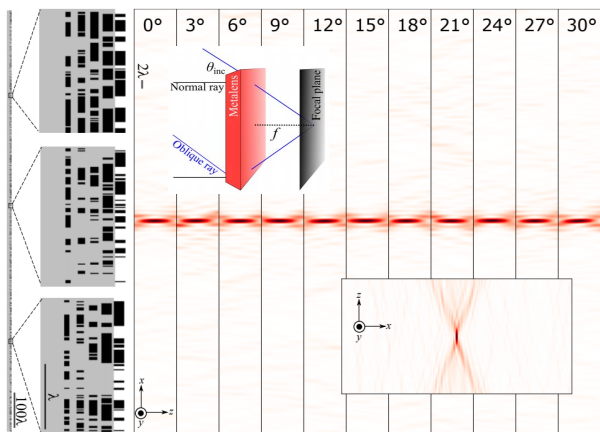 0° 3° 6° 9° 12° 15° 18° 21° 24° 27° 30°
2λ
θinc
Normal ray
Metalens
Focal plane
f
Oblique ray
z
x
y
λ
100λ
x
z
y